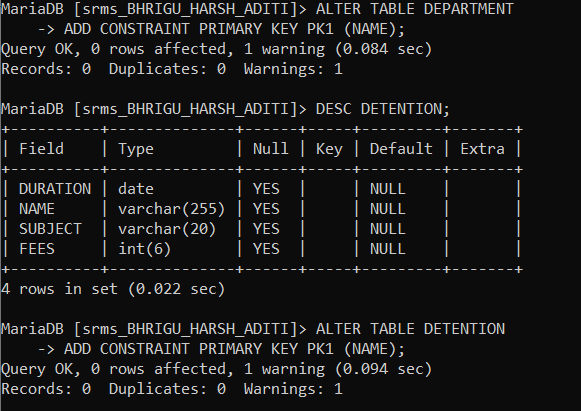 MariaDB [srms_BHRIGU_HARSH_ADITI]> ALTER TABLE DEPARTMENT
    -> ADD CONSTRAINT PRIMARY KEY PK1 (NAME);
Query OK, 0 rows affected, 1 warning (0.084 sec)
Records: 0  Duplicates: 0  Warnings: 1

MariaDB [srms_BHRIGU_HARSH_ADITI]> DESC DETENTION;
+----------+--------------+------+-----+---------+-------+
| Field    | Type         | Null | Key | Default | Extra |
+----------+--------------+------+-----+---------+-------+
| DURATION | date         | YES  |     | NULL    |       |
| NAME     | varchar(255) | YES  |     | NULL    |       |
| SUBJECT  | varchar(20)  | YES  |     | NULL    |       |
| FEES     | int(6)       | YES  |     | NULL    |       |
+----------+--------------+------+-----+---------+-------+
4 rows in set (0.022 sec)

MariaDB [srms_BHRIGU_HARSH_ADITI]> ALTER TABLE DETENTION
    -> ADD CONSTRAINT PRIMARY KEY PK1 (NAME);
Query OK, 0 rows affected, 1 warning (0.094 sec)
Records: 0  Duplicates: 0  Warnings: 1